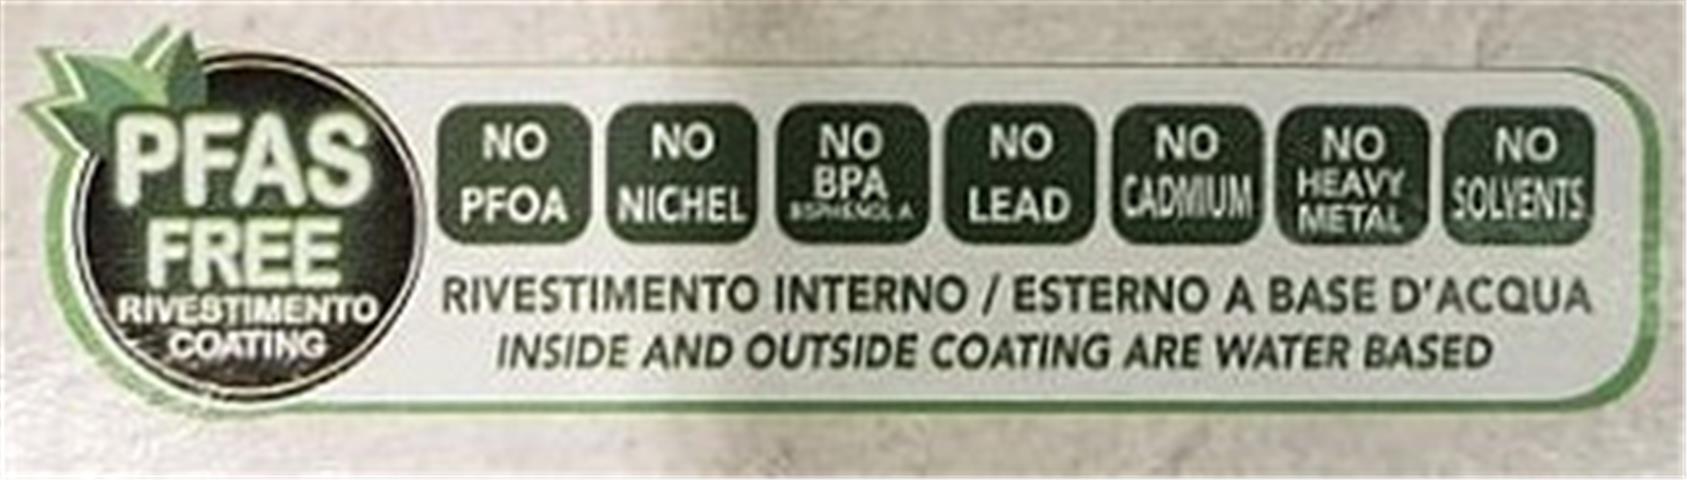 PFAS
FREE
RIVESTIMENTO
COATING
NO
PFOA
NO
NICHEL
NO
BPA
BISPHENOL A
NO
LEAD
NO
CADMIUM
NO
HEAVY
METAL
NO
SOLVENTS
RIVESTIMENTO INTERNO / ESTERNO A BASE D'ACQUA
INSIDE AND OUTSIDE COATING ARE WATER BASED